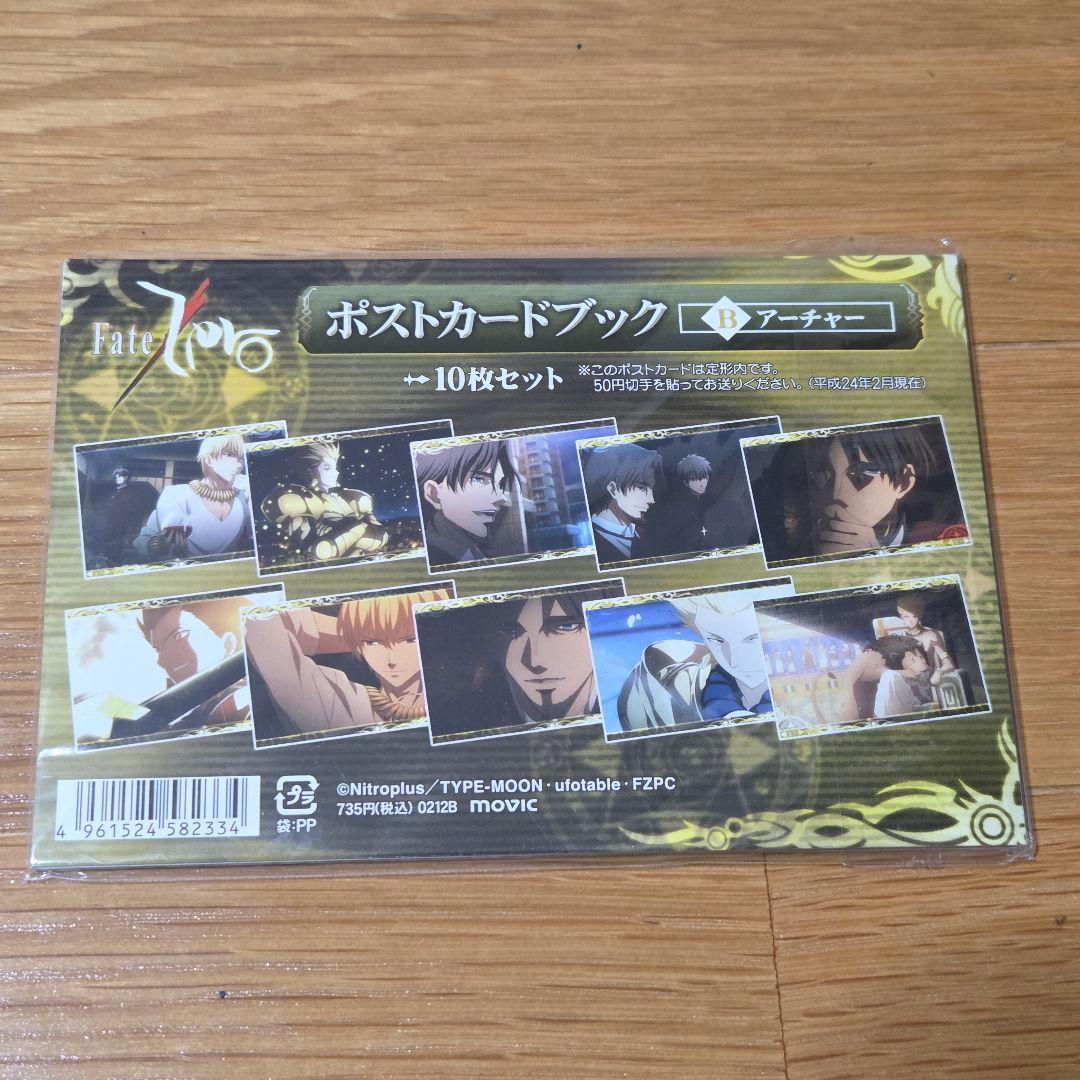 Fate Zero
ポストカードブック B アーチャー
10枚セット
※このポストカードは定形内です。
50円切手を貼ってお送りください。(平成24年2月現在)
©Nitroplus/TYPE-MOON・ufotable・FZPC
735円(税込) 0212B movic
プラ
袋:PP
4 961524 582334